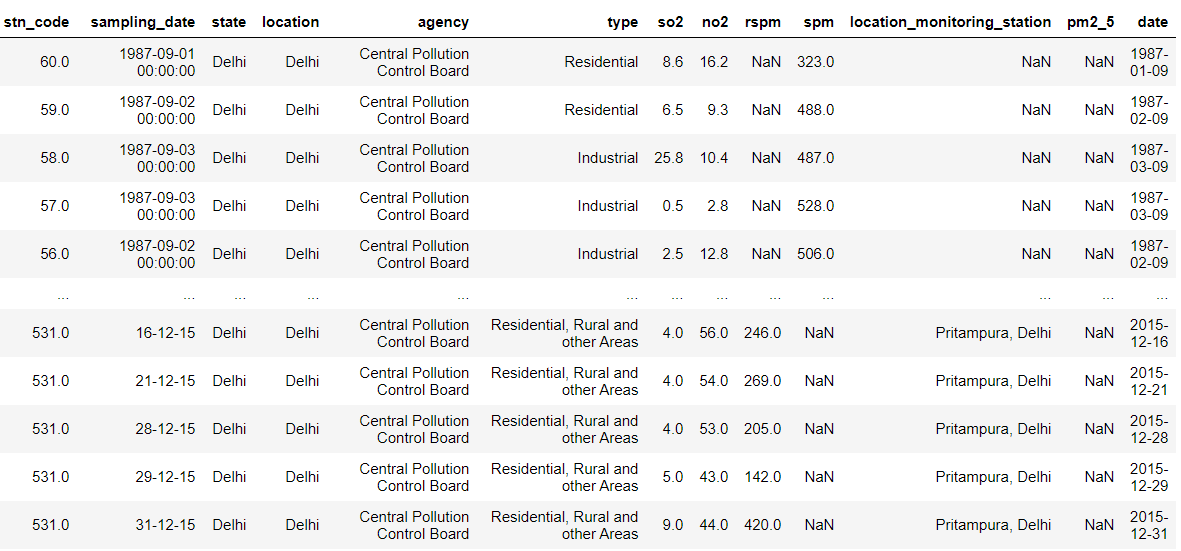 stn_code sampling_date state location agency type so2 no2 rspm spm location_monitoring_station pm2_5 date
60.0 1987-09-01 00:00:00 Delhi Delhi Central Pollution Control Board Residential 8.6 16.2 NaN 323.0 NaN NaN 1987-01-09
59.0 1987-09-02 00:00:00 Delhi Delhi Central Pollution Control Board Residential 6.5 9.3 NaN 488.0 NaN NaN 1987-02-09
58.0 1987-09-03 00:00:00 Delhi Delhi Central Pollution Control Board Industrial 25.8 10.4 NaN 487.0 NaN NaN 1987-03-09
57.0 1987-09-03 00:00:00 Delhi Delhi Central Pollution Control Board Industrial 0.5 2.8 NaN 528.0 NaN NaN 1987-03-09
56.0 1987-09-02 00:00:00 Delhi Delhi Central Pollution Control Board Industrial 2.5 12.8 NaN 506.0 NaN NaN 1987-02-09
... ... ... ... ... ... ... ... ... ... ... ... ...
531.0 16-12-15 Delhi Delhi Central Pollution Control Board Residential, Rural and other Areas 4.0 56.0 246.0 NaN Pritampura, Delhi NaN 2015-12-16
531.0 21-12-15 Delhi Delhi Central Pollution Control Board Residential, Rural and other Areas 4.0 54.0 269.0 NaN Pritampura, Delhi NaN 2015-12-21
531.0 28-12-15 Delhi Delhi Central Pollution Control Board Residential, Rural and other Areas 4.0 53.0 205.0 NaN Pritampura, Delhi NaN 2015-12-28
531.0 29-12-15 Delhi Delhi Central Pollution Control Board Residential, Rural and other Areas 5.0 43.0 142.0 NaN Pritampura, Delhi NaN 2015-12-29
531.0 31-12-15 Delhi Delhi Central Pollution Control Board Residential, Rural and other Areas 9.0 44.0 420.0 NaN Pritampura, Delhi NaN 2015-12-31